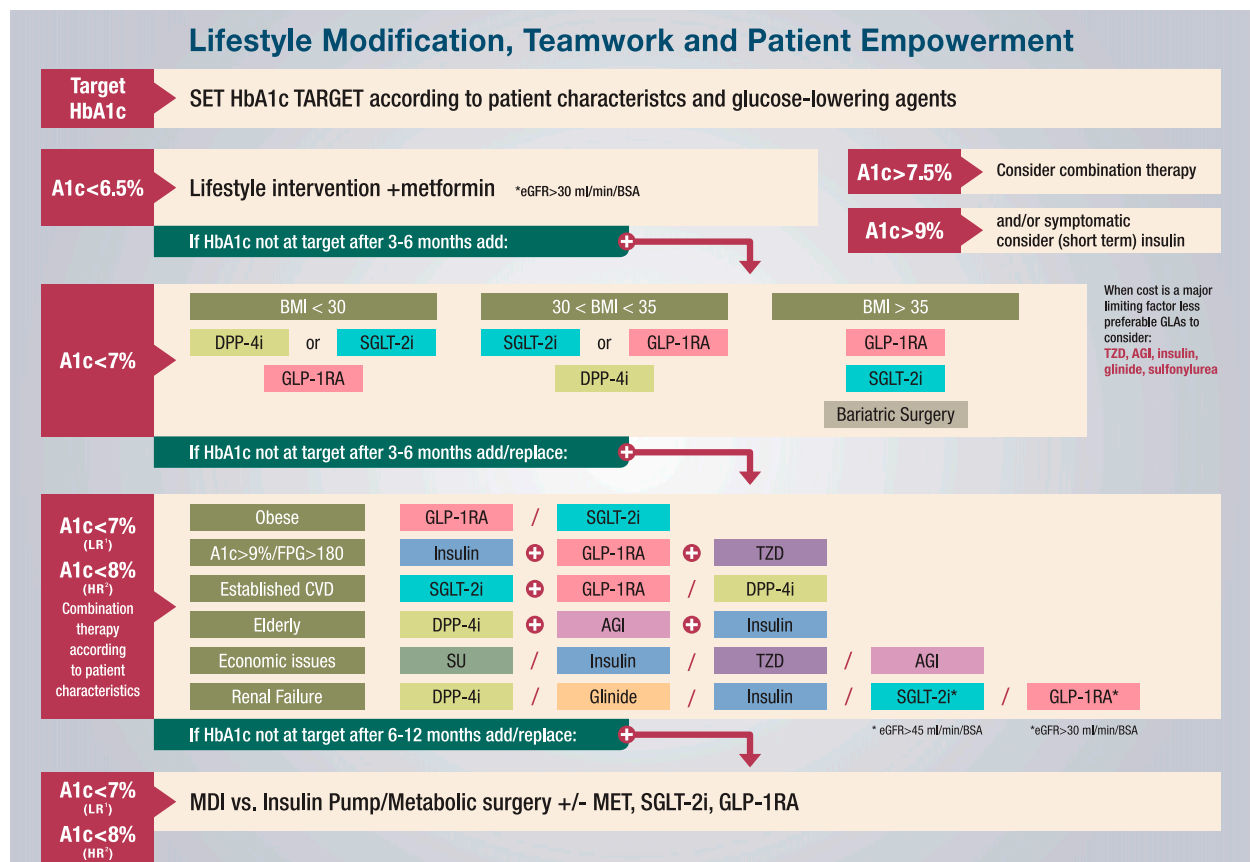 Lifestyle Modification, Teamwork and Patient Empowerment
Target
HbA1c
SET HbA1c TARGET according to patient characteristcs and glucose-lowering agents
A1c<6.5%
Lifestyle intervention +metformin *eGFR>30 ml/min/BSA
A1c>7.5%
Consider combination therapy
A1c>9%
and/or symptomatic
consider (short term) insulin
If HbA1c not at target after 3-6 months add:
A1c<7%
BMI < 30
DPP-4i or SGLT-2i
GLP-1RA
30 < BMI < 35
SGLT-2i or GLP-1RA
DPP-4i
BMI > 35
GLP-1RA
SGLT-2i
Bariatric Surgery
When cost is a major
limiting factor less
preferable GLAs to
consider:
TZD, AGI, insulin,
glinide, sulfonylurea
If HbA1c not at target after 3-6 months add/replace:
A1c<7%
(LR¹)
A1c<8%
(HR²)
Combination
therapy
according
to patient
characteristics
Obese GLP-1RA / SGLT-2i
A1c>9%/FPG>180 Insulin + GLP-1RA + TZD
Established CVD SGLT-2i + GLP-1RA / DPP-4i
Elderly DPP-4i + AGI + Insulin
Economic issues SU / Insulin / TZD / AGI
Renal Failure DPP-4i / Glinide / Insulin / SGLT-2i* / GLP-1RA*
* eGFR>45 ml/min/BSA *eGFR>30 ml/min/BSA
If HbA1c not at target after 6-12 months add/replace:
A1c<7%
(LR¹)
A1c<8%
(HR²)
MDI vs. Insulin Pump/Metabolic surgery +/- MET, SGLT-2i, GLP-1RA